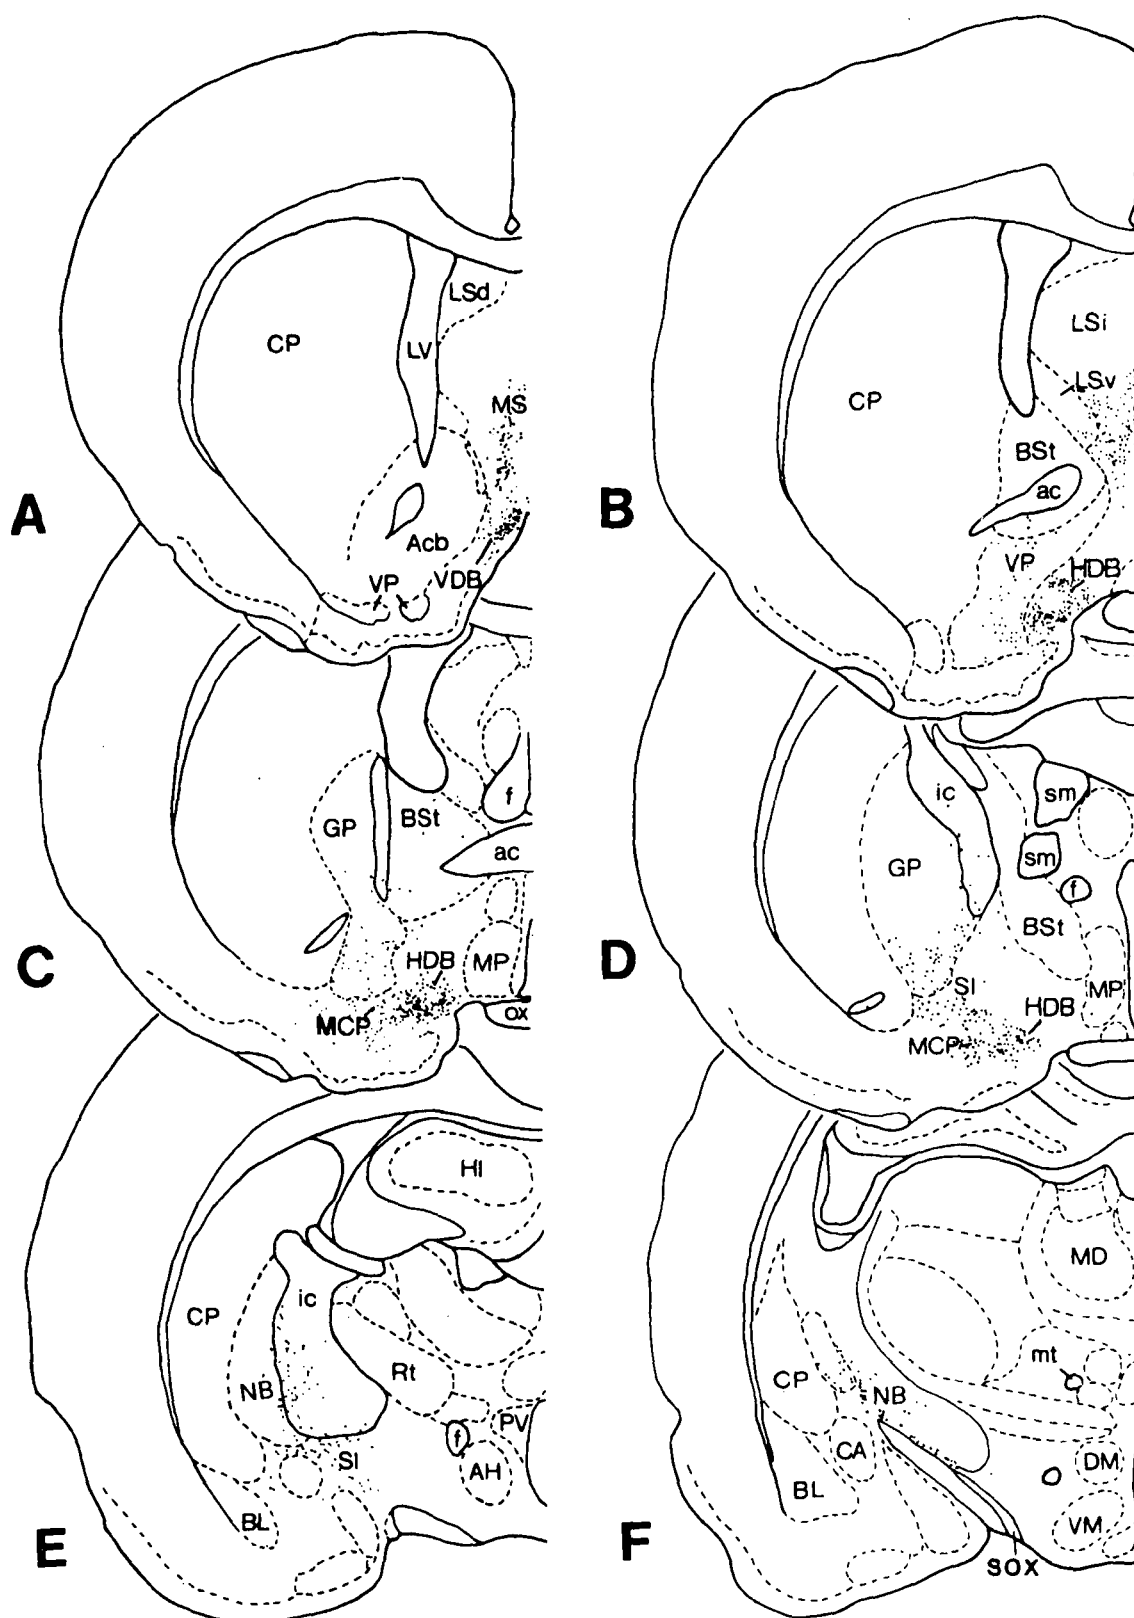 LSd
CP
LV
MS
A
Acb
VP
VDB
LSi
LSv
CP
BSt
ac
B
VP
HDB
f
GP
BSt
ac
C
HDB
MP
MCP
ox
ic
sm
sm
GP
f
BSt
D
SI
MP
HDB
MCP
HI
ic
CP
Rt
NB
PV
f
SI
AH
BL
E
MD
mt
CP
NB
CA
DM
BL
VM
F
sox